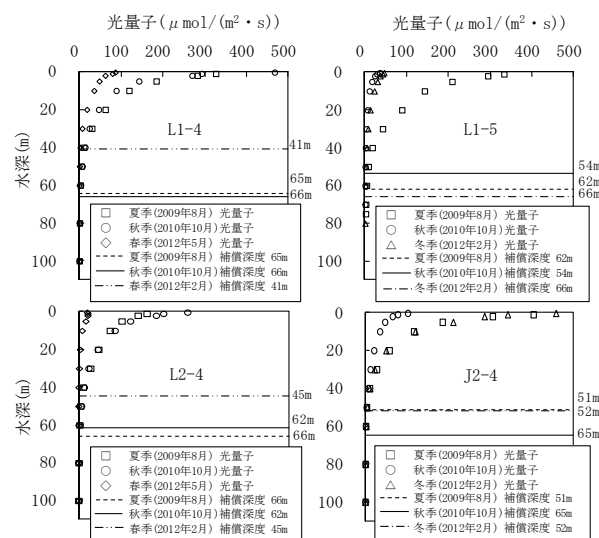 光量子(μ mol/(m²・s)) 光量子(μ mol/(m²・s))
0 100 200 300 400 500 0 100 200 300 400 500
水深(m)
0
20
40
60
80
100
L1-4
41m
65m
66m
□ 夏季(2009年8月) 光量子
○ 秋季(2010年10月) 光量子
◇ 春季(2012年5月) 光量子
夏季(2009年8月) 補償深度 65m
秋季(2010年10月) 補償深度 66m
春季(2012年2月) 補償深度 41m
0
20
40
60
80
100
L1-5
54m
62m
66m
□ 夏季(2009年8月) 光量子
○ 秋季(2010年10月) 光量子
△ 冬季(2012年2月) 光量子
夏季(2009年8月) 補償深度 62m
秋季(2010年10月) 補償深度 54m
冬季(2012年2月) 補償深度 66m
水深(m)
0
20
40
60
80
100
L2-4
45m
62m
66m
□ 夏季(2009年8月) 光量子
○ 秋季(2010年10月) 光量子
◇ 春季(2012年5月) 光量子
夏季(2009年8月) 補償深度 66m
秋季(2010年10月) 補償深度 62m
春季(2012年2月) 補償深度 45m
0
20
40
60
80
100
J2-4
51m
52m
65m
□ 夏季(2009年8月) 光量子
○ 秋季(2010年10月) 光量子
△ 冬季(2012年2月) 光量子
夏季(2009年8月) 補償深度 51m
秋季(2010年10月) 補償深度 65m
冬季(2012年2月) 補償深度 52m